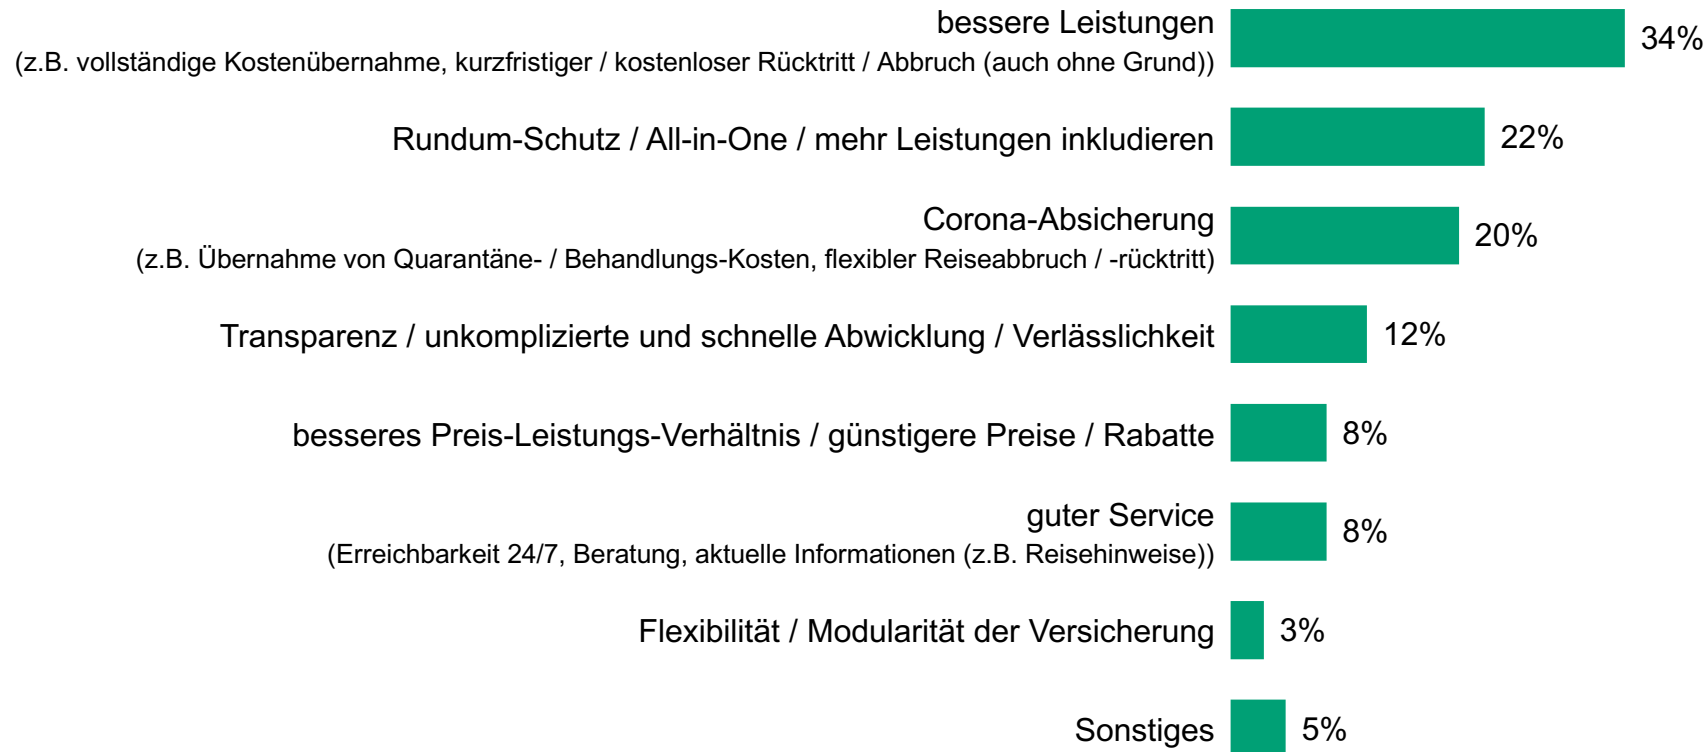 bessere Leistungen
34%
(z.B. vollständige Kostenübernahme, kurzfristiger / kostenloser Rücktritt / Abbruch (auch ohne Grund))
Rundum-Schutz / All-in-One / mehr Leistungen inkludieren
22%
Corona-Absicherung
20%
(z.B. Übernahme von Quarantäne- / Behandlungs-Kosten, flexibler Reiseabbruch / -rücktritt)
Transparenz / unkomplizierte und schnelle Abwicklung / Verlässlichkeit
12%
besseres Preis-Leistungs-Verhältnis / günstigere Preise / Rabatte
8%
guter Service
8%
(Erreichbarkeit 24/7, Beratung, aktuelle Informationen (z.B. Reisehinweise))
Flexibilität / Modularität der Versicherung
3%
Sonstiges
5%